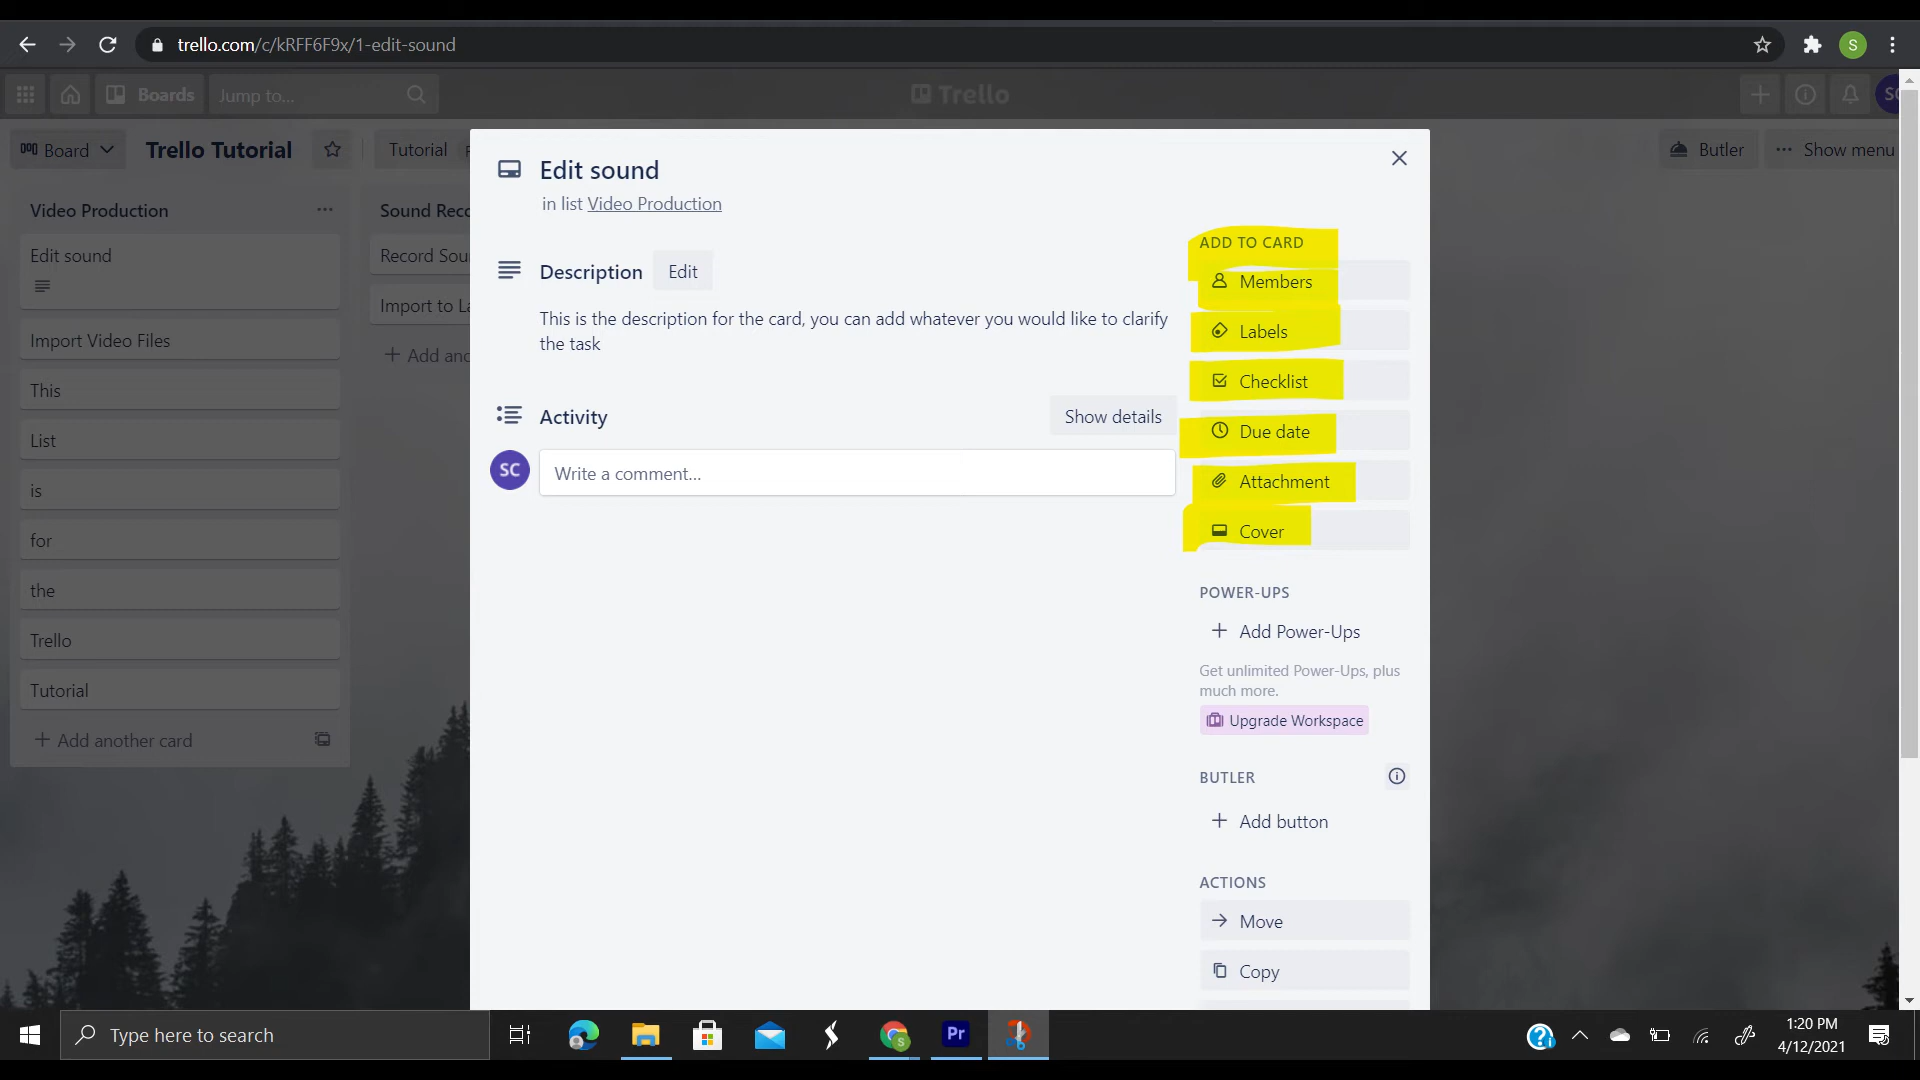 trello.com/c/kRFF6F9x/1-edit-sound
S
Boards
Jump to...
Trello
SC
Board
Trello Tutorial
Tutorial
Butler
Show menu
Video Production
Edit sound
Import Video Files
This
List
is
for
the
Trello
Tutorial
Add another card
Sound Reco
Record Sou
Import to La
Add ano
Edit sound
in list Video Production
Description
Edit
This is the description for the card, you can add whatever you would like to clarify
the task
Activity
Show details
SC
Write a comment...
ADD TO CARD
Members
Labels
Checklist
Due date
Attachment
Cover
POWER-UPS
Add Power-Ups
Get unlimited Power-Ups, plus
much more.
Upgrade Workspace
BUTLER
Add button
ACTIONS
Move
Copy
Type here to search
S
Pr
1:20 PM
4/12/2021